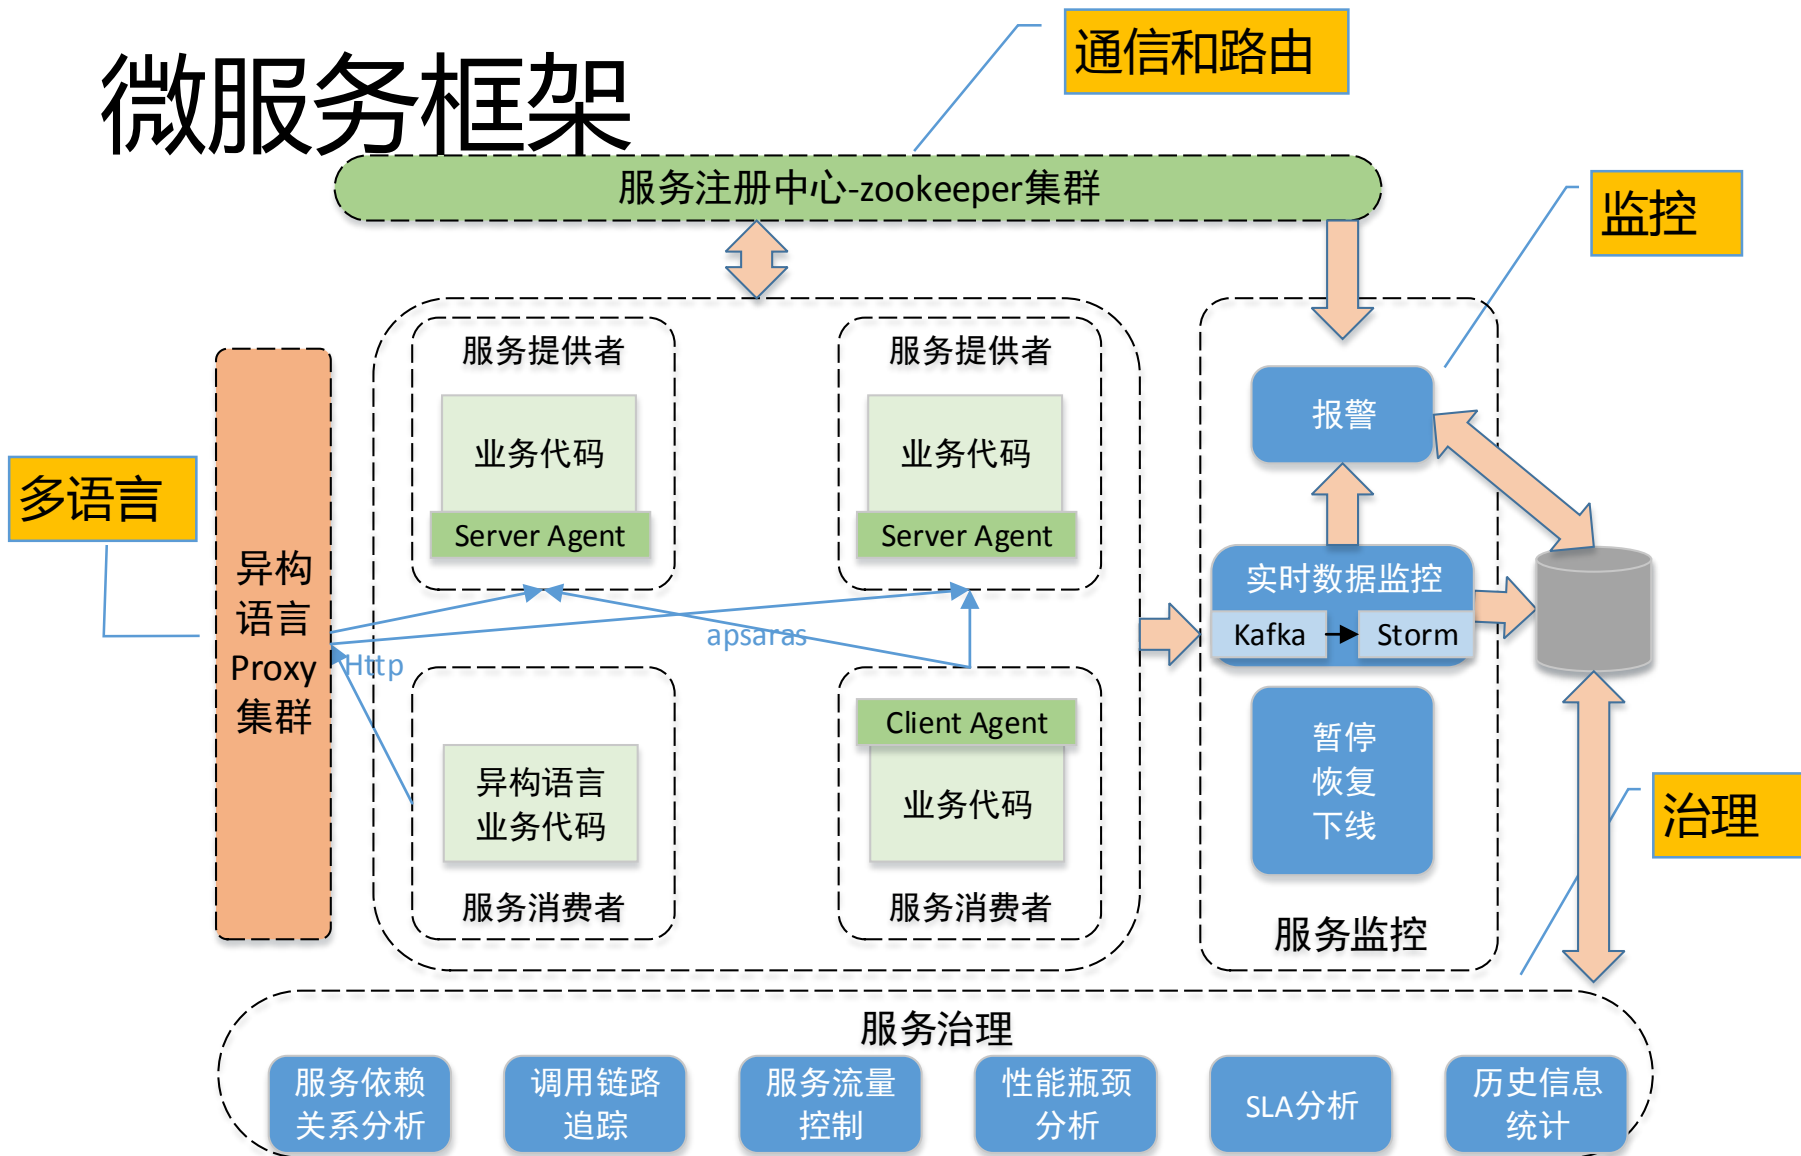 微服务框架
通信和路由
服务注册中心-zookeeper集群
监控
多语言
异构
语言
Proxy
集群
服务提供者
业务代码
Server Agent
服务提供者
业务代码
Server Agent
Http
apsaras
异构语言
业务代码
服务消费者
Client Agent
业务代码
服务消费者
报警
实时数据监控
Kafka
Storm
暂停
恢复
下线
服务监控
治理
服务治理
服务依赖
关系分析
调用链路
追踪
服务流量
控制
性能瓶颈
分析
SLA分析
历史信息
统计